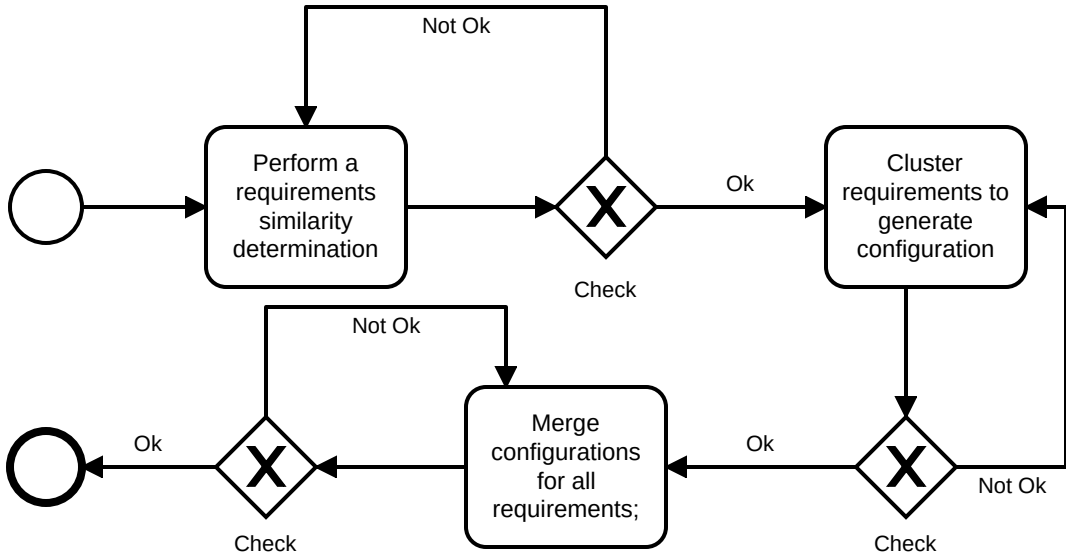 Not Ok
Perform a
requirements
similarity
determination
X
Check
Ok
Cluster
requirements to
generate
configuration
Not Ok
X
Check
Ok
Merge
configurations
for all
requirements;
Not Ok
X
Check
Ok